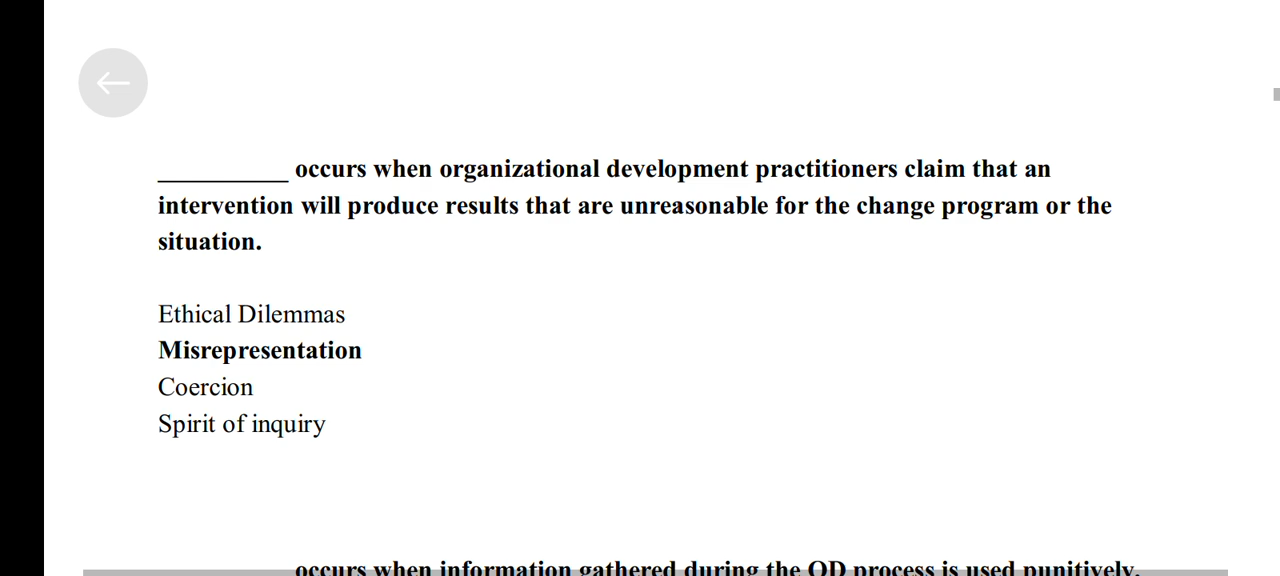 __________ occurs when organizational development practitioners claim that an
intervention will produce results that are unreasonable for the change program or the
situation.
Ethical Dilemmas
Misrepresentation
Coercion
Spirit of inquiry
occurs when information gathered during the OD process is used punitively.